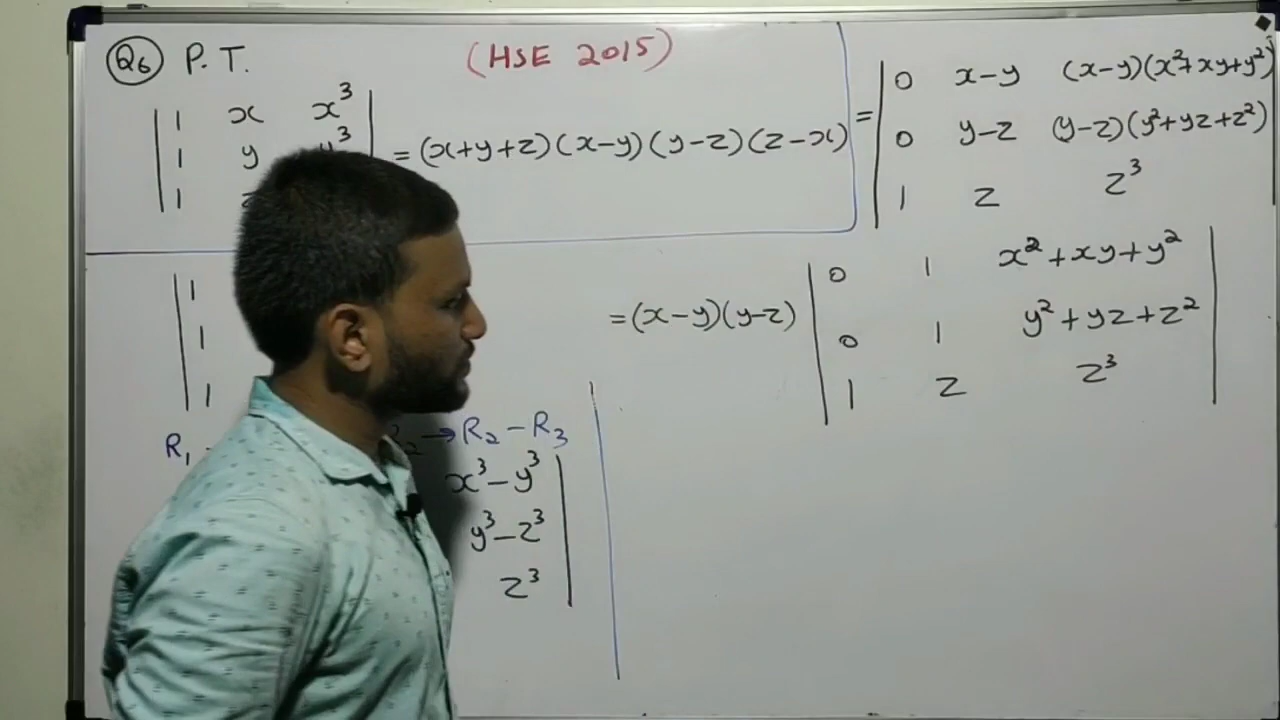 Q6 P.T. (HSE 2015)
| 1 x x³ |
| 1 y y³ | = (x+y+z)(x-y)(y-z)(z-x)
| 1 z
= | 0 x-y (x-y)(x²+xy+y²)
| 0 y-z (y-z)(y²+yz+z²)
| 1 z z³
| 1
| 1
| 1
R₁ → R₂-R₃
x³-y³ |
y³-z³ |
z³ |
=(x-y)(y-z) | 0 1 x²+xy+y² |
| 0 1 y²+yz+z² |
| 1 z z³ |